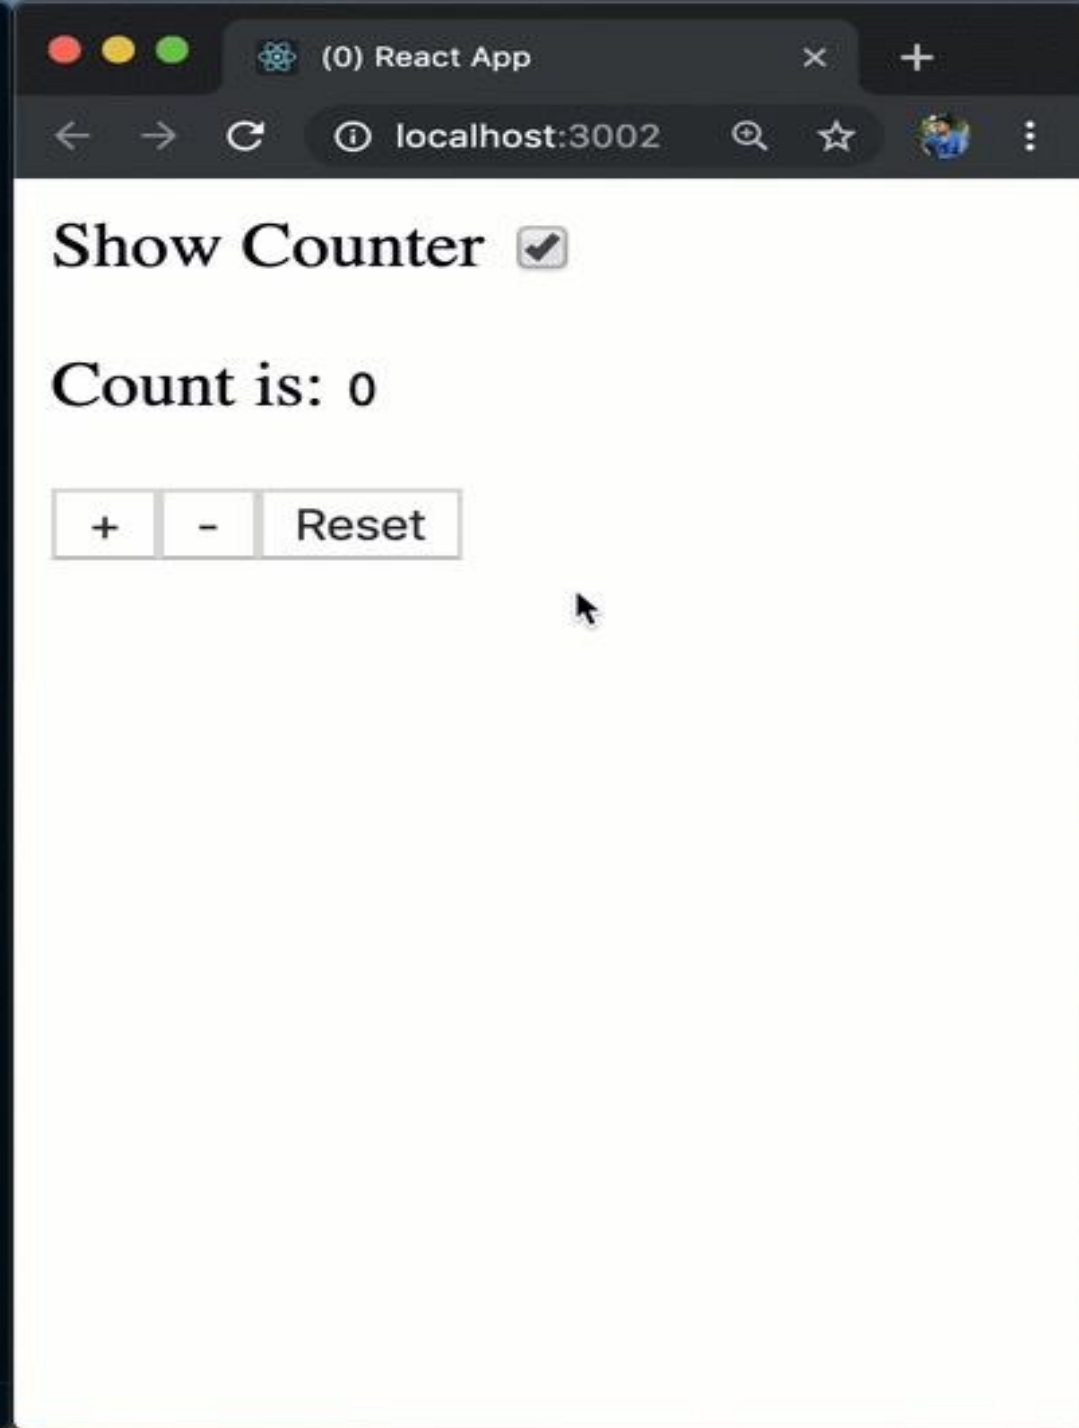 (0) React App
localhost:3002
Show Counter
Count is: 0
+ - Reset